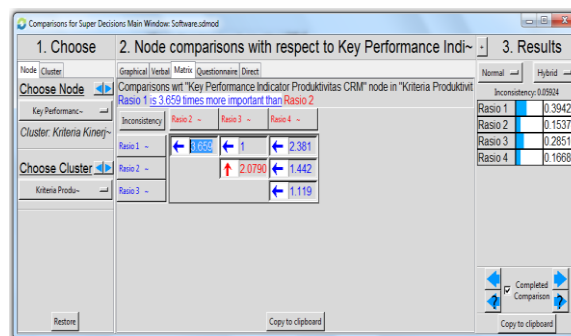 Comparisons for Super Decisions Main Window: Software.sdmod
1. Choose
2. Node comparisons with respect to Key Performance Indi~
3. Results
Node Cluster
Choose Node
Key Performanc~
Cluster: Kriteria Kinerj~
Choose Cluster
Kriteria Produ~
Restore
Graphical Verbal Matrix Questionnaire Direct
Comparisons wrt "Key Performance Indicator Produktivitas CRM" node in "Kriteria Produktivit
Rasio 1 is 3.659 times more important than Rasio 2
Inconsistency Rasio 2 ~ Rasio 3 ~ Rasio 4 ~
Rasio 1 ~ 3.659 1 2.381
Rasio 2 ~ 2.0790 1.442
Rasio 3 ~ 1.119
Copy to clipboard
Normal Hybrid
Inconsistency: 0.05924
Rasio 1 0.3942
Rasio 2 0.1537
Rasio 3 0.2851
Rasio 4 0.1668
Completed
Comparison
Copy to clipboard